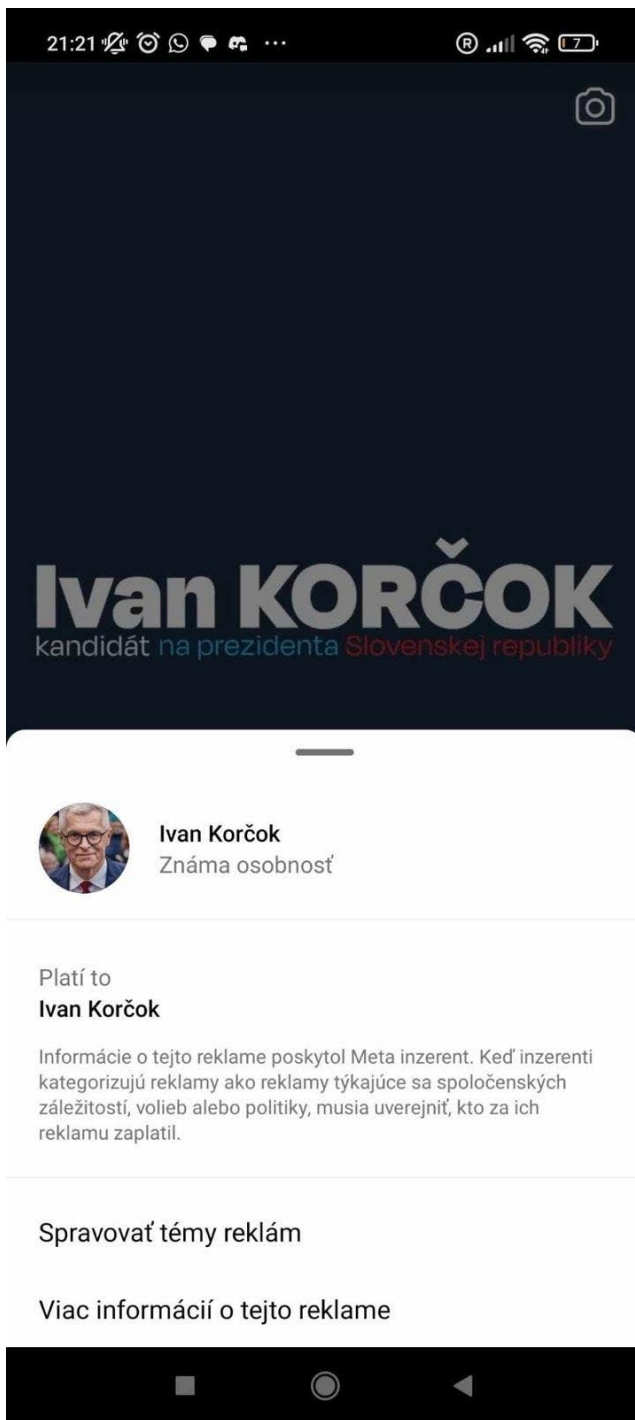 21:21
R
7
Ivan KORČOK
kandidát na prezidenta Slovenskej republiky
Ivan Korčok
Známa osobnosť
Platí to
Ivan Korčok
Informácie o tejto reklame poskytol Meta inzerent. Keď inzerenti
kategorizujú reklamy ako reklamy týkajúce sa spoločenských
záležitostí, volieb alebo politiky, musia uverejniť, kto za ich
reklamu zaplatil.
Spravovať témy reklám
Viac informácií o tejto reklame